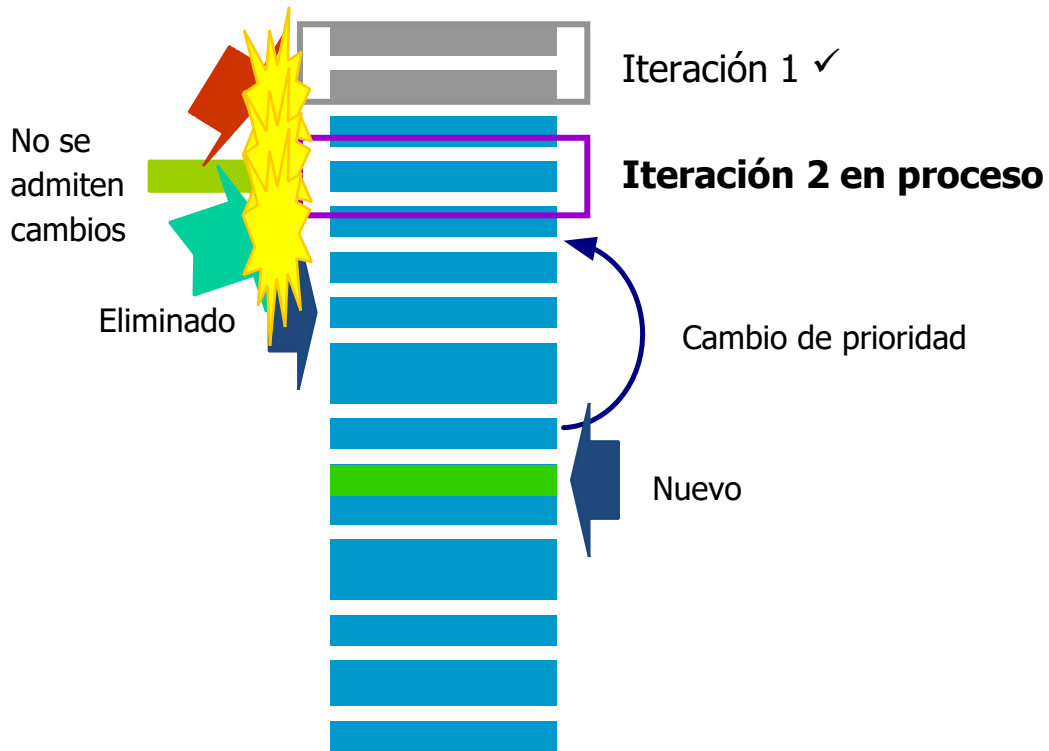 Iteración 1 ✓
No se
admiten
cambios
Iteración 2 en proceso
Eliminado
Cambio de prioridad
Nuevo